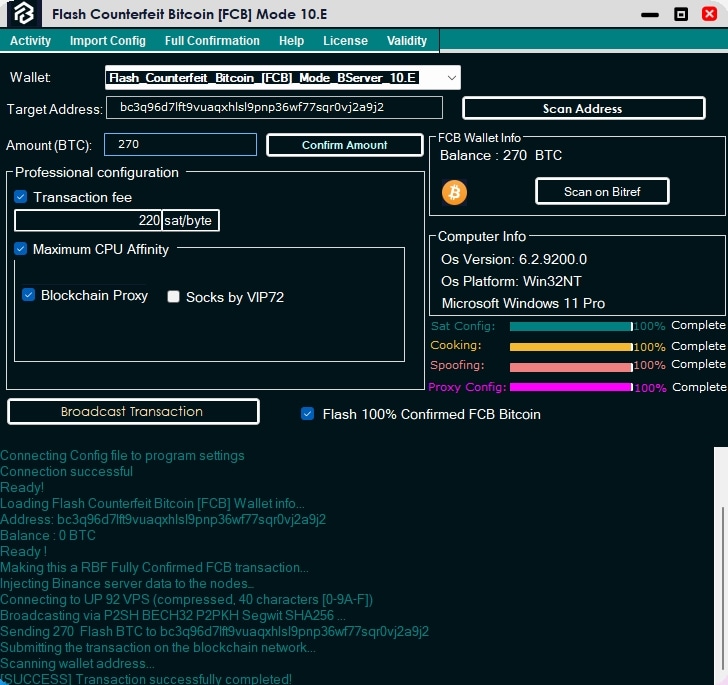 Flash Counterfeit Bitcoin [FCB] Mode 10.E
Activity Import Config Full Confirmation Help License Validity
Wallet: Flash_Counterfeit_Bitcoin_[FCB]_Mode_BServer_10.E
Target Address: bc3q96d7lft9vuaqxhlsl9pnp36wf77sqr0vj2a9j2 Scan Address
Amount (BTC): 270 Confirm Amount
FCB Wallet Info
Balance : 270 BTC
Scan on Bitref
Professional configuration
Transaction fee
220 sat/byte
Maximum CPU Affinity
Blockchain Proxy Socks by VIP72
Computer Info
Os Version: 6.2.9200.0
Os Platform: Win32NT
Microsoft Windows 11 Pro
Sat Config: 100% Complete
Cooking: 100% Complete
Spoofing: 100% Complete
Proxy Config: 100% Complete
Broadcast Transaction Flash 100% Confirmed FCB Bitcoin
Connecting Config file to program settings
Connection successful
Ready!
Loading Flash Counterfeit Bitcoin [FCB] Wallet info...
Address: bc3q96d7lft9vuaqxhlsl9pnp36wf77sqr0vj2a9j2
Balance : 0 BTC
Ready !
Making this a RBF Fully Confirmed FCB transaction...
Injecting Binance server data to the nodes...
Connecting to UP 92 VPS (compressed, 40 characters [0-9A-F])
Broadcasting via P2SH BECH32 P2PKH Segwit SHA256 ...
Sending 270 Flash BTC to bc3q96d7lft9vuaqxhlsl9pnp36wf77sqr0vj2a9j2
Submitting the transaction on the blockchain network...
Scanning wallet address...
[SUCCESS] Transaction successfully completed!